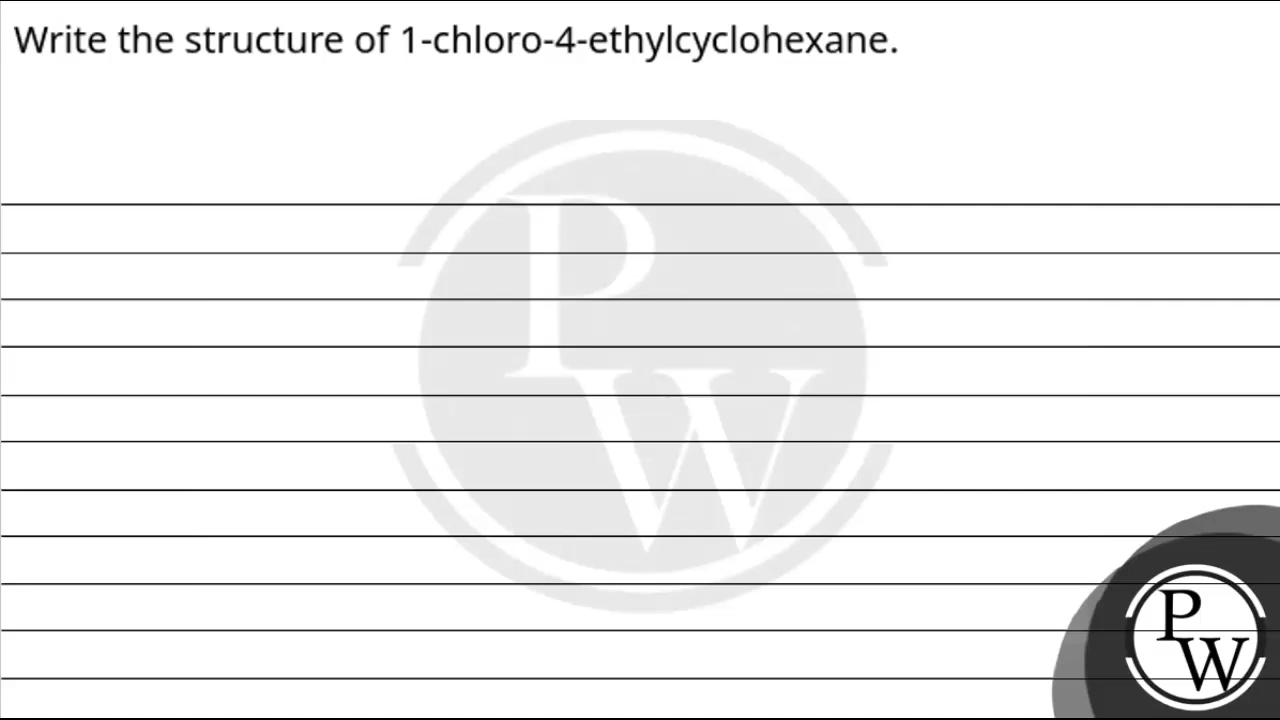 Write the structure of 1-chloro-4-ethylcyclohexane.
P
W
P
W